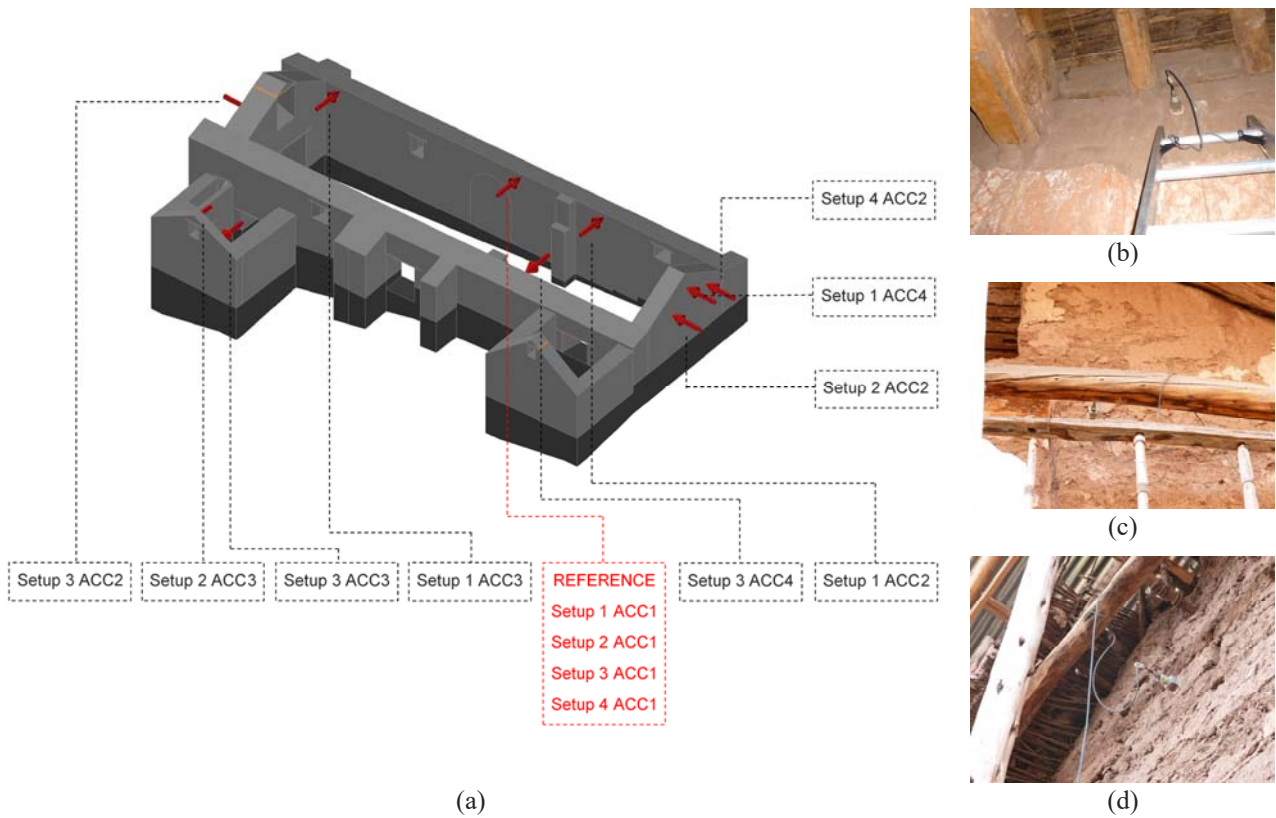 Setup 4 ACC2
Setup 1 ACC4
Setup 2 ACC2
Setup 3 ACC2
Setup 2 ACC3
Setup 3 ACC3
Setup 1 ACC3
REFERENCE
Setup 1 ACC1
Setup 2 ACC1
Setup 3 ACC1
Setup 4 ACC1
Setup 3 ACC4
Setup 1 ACC2
(a)
(b)
(c)
(d)